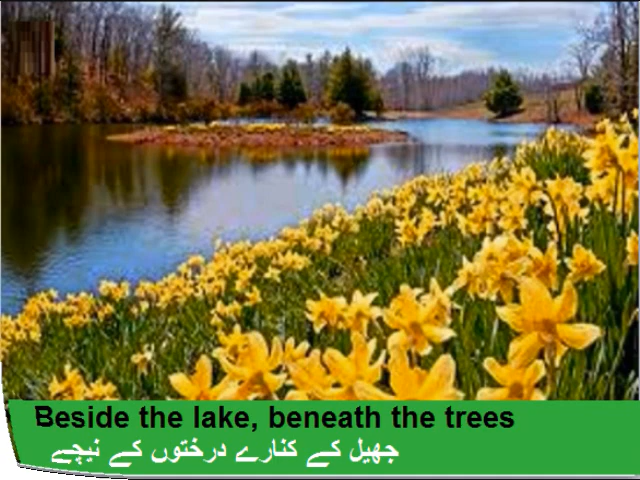 Beside the lake, beneath the trees
جھیل کے کنارے درختوں کے نیچے